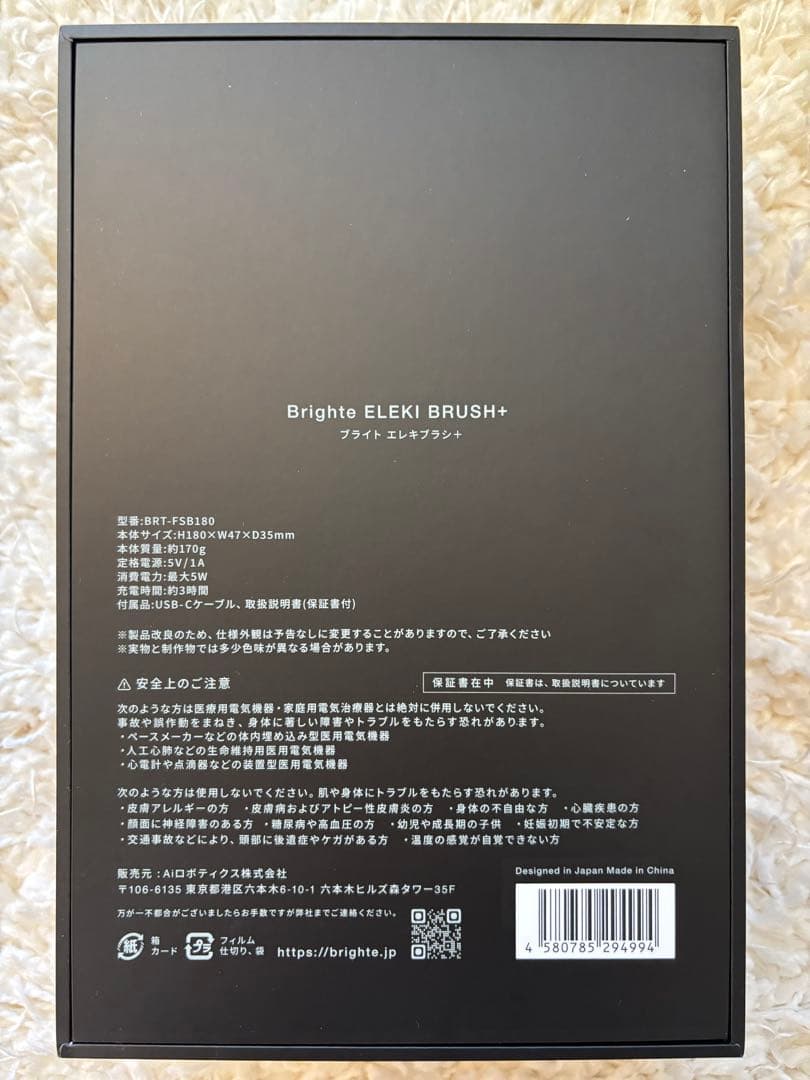 Brighte ELEKI BRUSH+
ブライト エレキブラシ＋
型番:BRT-FSB180
本体サイズ:H180×W47×D35mm
本体質量:約170g
定格電源:5V/1A
消費電力:最大5W
充電時間:約3時間
付属品:USB-Cケーブル、取扱説明書(保証書付)
※製品改良のため、仕様外観は予告なしに変更することがありますので、ご了承ください
※実物と制作物では多少色味が異なる場合があります。
⚠ 安全上のご注意
保証書在中 保証書は、取扱説明書についています
次のような方は医療用電気機器・家庭用電気治療器とは絶対に併用しないでください。
事故や誤作動をまねき、身体に著しい障害やトラブルをもたらす恐れがあります。
・ペースメーカーなどの体内埋め込み型医用電気機器
・人工心肺などの生命維持用医用電気機器
・心電計や点滴器などの装置型医用電気機器
次のような方は使用しないでください。肌や身体にトラブルをもたらす恐れがあります。
・皮膚アレルギーの方 ・皮膚病およびアトピー性皮膚炎の方 ・身体の不自由な方 ・心臓疾患の方
・顔面に神経障害のある方 ・糖尿病や高血圧の方 ・幼児や成長期の子供 ・妊娠初期で不安定な方
・交通事故などにより、頭部に後遺症やケガがある方 ・温度の感覚が自覚できない方
販売元：Aiロボティクス株式会社
〒106-6135 東京都港区六本木6-10-1 六本木ヒルズ森タワー35F
万が一不都合がございましたらお手数ですが弊社までご連絡ください。
紙 箱 カード プラ フィルム 仕切り、袋 https://brighte.jp
Designed in Japan Made in China
4 580785 294994